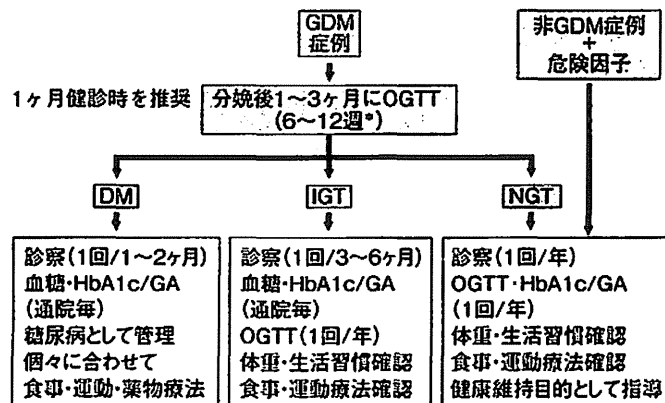 GDM
症例
非GDM症例
+
危険因子
1ヶ月健診時を推奨
分娩後1～3ヶ月にOGTT
(6～12週*)
DM
IGT
NGT
診察(1回/1～2ヶ月)
血糖・HbA1c/GA
(通院毎)
糖尿病として管理
個々に合わせて
食事・運動・薬物療法
診察(1回/3～6ヶ月)
血糖・HbA1c/GA
(通院毎)
OGTT(1回/年)
体重・生活習慣確認
食事・運動療法確認
診察(1回/年)
OGTT・HbA1c/GA
(1回/年)
体重・生活習慣確認
食事・運動療法確認
健康維持目的として指導